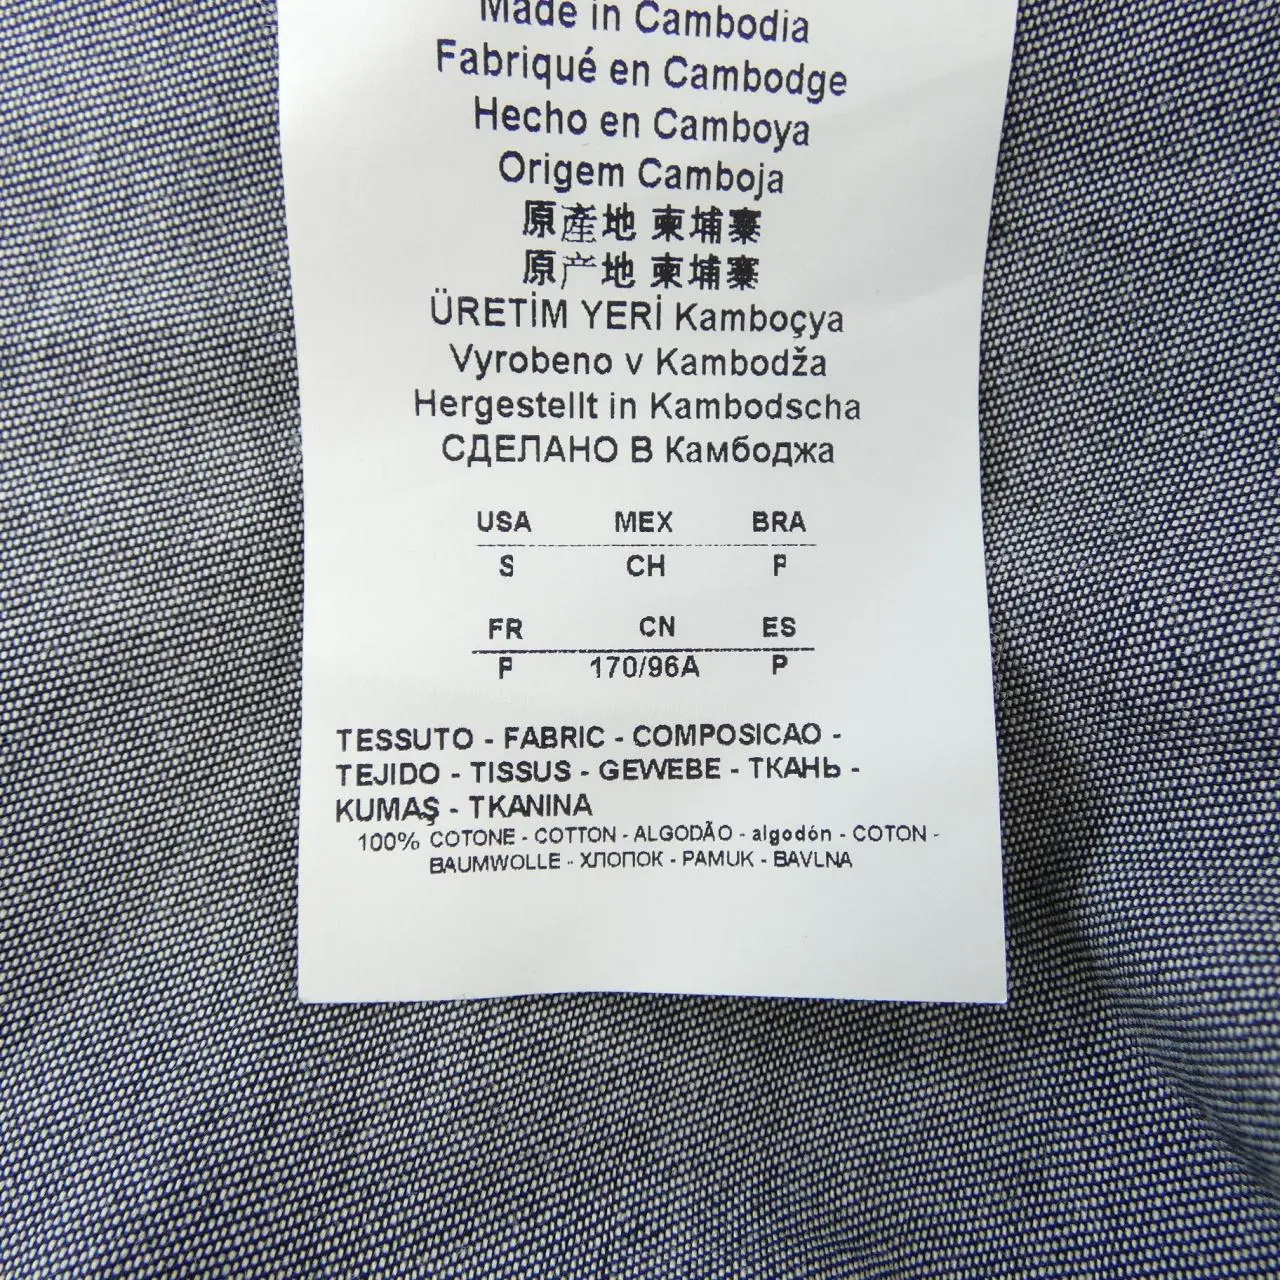 Made in Cambodia
Fabriqué en Cambodge
Hecho en Camboya
Origem Camboja
原產地 柬埔寨
原产地 柬埔寨
ÜRETİM YERİ Kamboçya
Vyrobeno v Kambodža
Hergestellt in Kambodscha
СДЕЛАНО В Камбоджа
USA MEX BRA
S CH P
FR CN ES
P 170/96A P
TESSUTO - FABRIC - COMPOSICAO -
TEJIDO - TISSUS - GEWEBE - ТКАНЬ -
KUMAŞ - TKANINA
100% COTONE - COTTON - ALGODÃO - algodón - COTON -
BAUMWOLLE - ХЛОПОК - PAMUK - BAVLNA